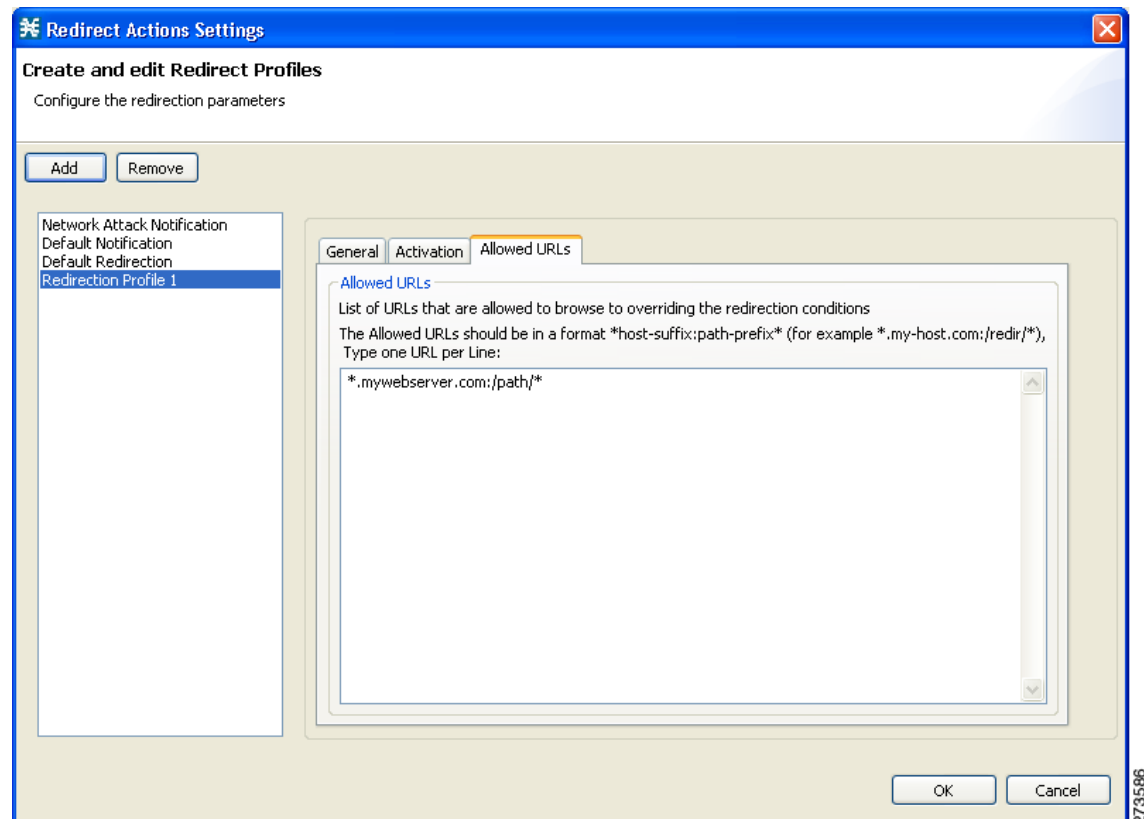 Redirect Actions Settings
Create and edit Redirect Profiles
Configure the redirection parameters
Add
Remove
Network Attack Notification
Default Notification
Default Redirection
Redirection Profile 1
General
Activation
Allowed URLs
Allowed URLs
List of URLs that are allowed to browse to overriding the redirection conditions
The Allowed URLs should be in a format *host-suffix:path-prefix* (for example *.my-host.com:/redir/*),
Type one URL per Line:
*.mywebserver.com:/path/*
OK
Cancel
273586